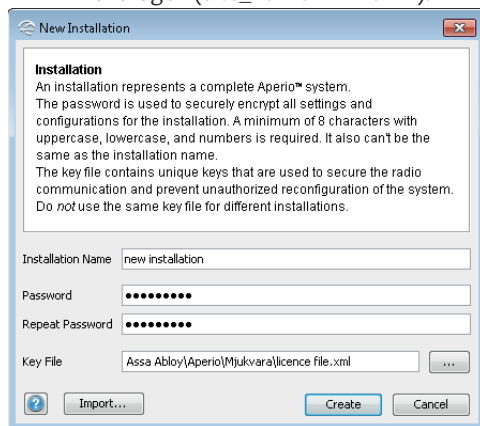 New Installation
Installation
An installation represents a complete Aperio™ system.
The password is used to securely encrypt all settings and
configurations for the installation. A minimum of 8 characters with
uppercase, lowercase, and numbers is required. It also can't be the
same as the installation name.
The key file contains unique keys that are used to secure the radio
communication and prevent unauthorized reconfiguration of the system.
Do not use the same key file for different installations.
Installation Name new installation
Password ●●●●●●●●●
Repeat Password ●●●●●●●●●
Key File Assa Abloy\Aperio\Mjukvara\licence file.xml ...
? Import... Create Cancel